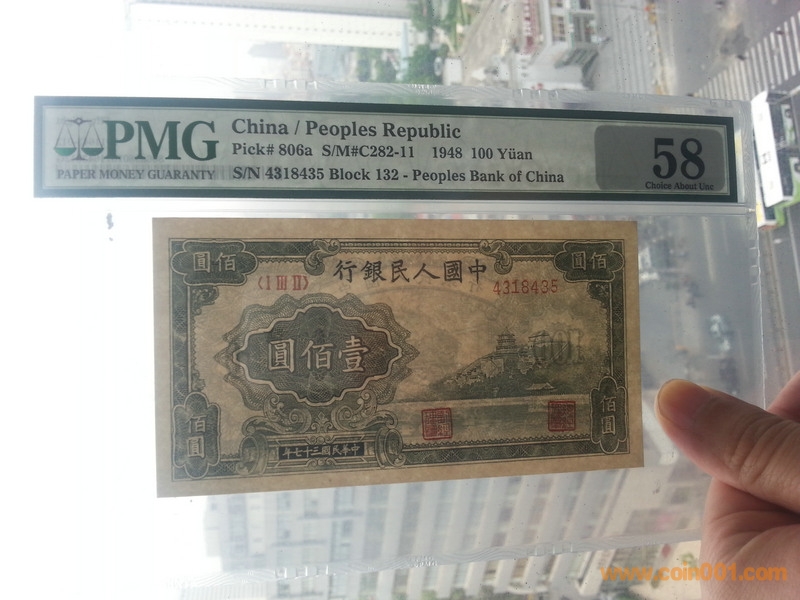 PMG
PAPER MONEY GUARANTY
China / Peoples Republic
Pick# 806a S/M#C282-11 1948 100 Yüan
S/N 4318435 Block 132 - Peoples Bank of China
58
Choice About Unc
圓佰
行銀民人國中
圓佰
〈I III II〉
4318435
圓佰壹
佰圓
佰圓
年七十三國民華中
www.coin001.com